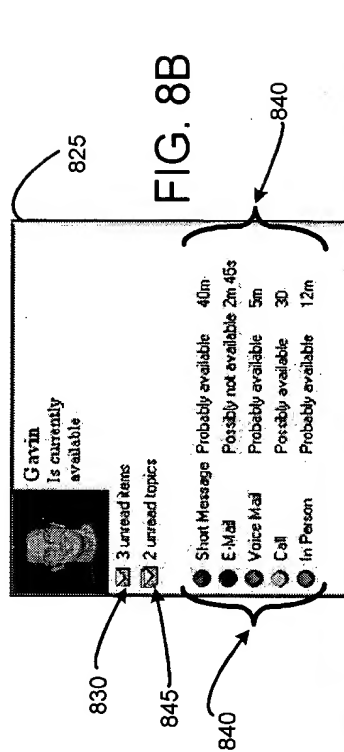 FIG. 8B
825
Gavin
Is currently
available
830
3 unread items
845
2 unread topics
840
840
Short Message Probably available 40m
E-Mail Possibly not available 2m 45s
Voice Mail Probably available 5m
Call Possibly available 30
In Person Probably available 12m